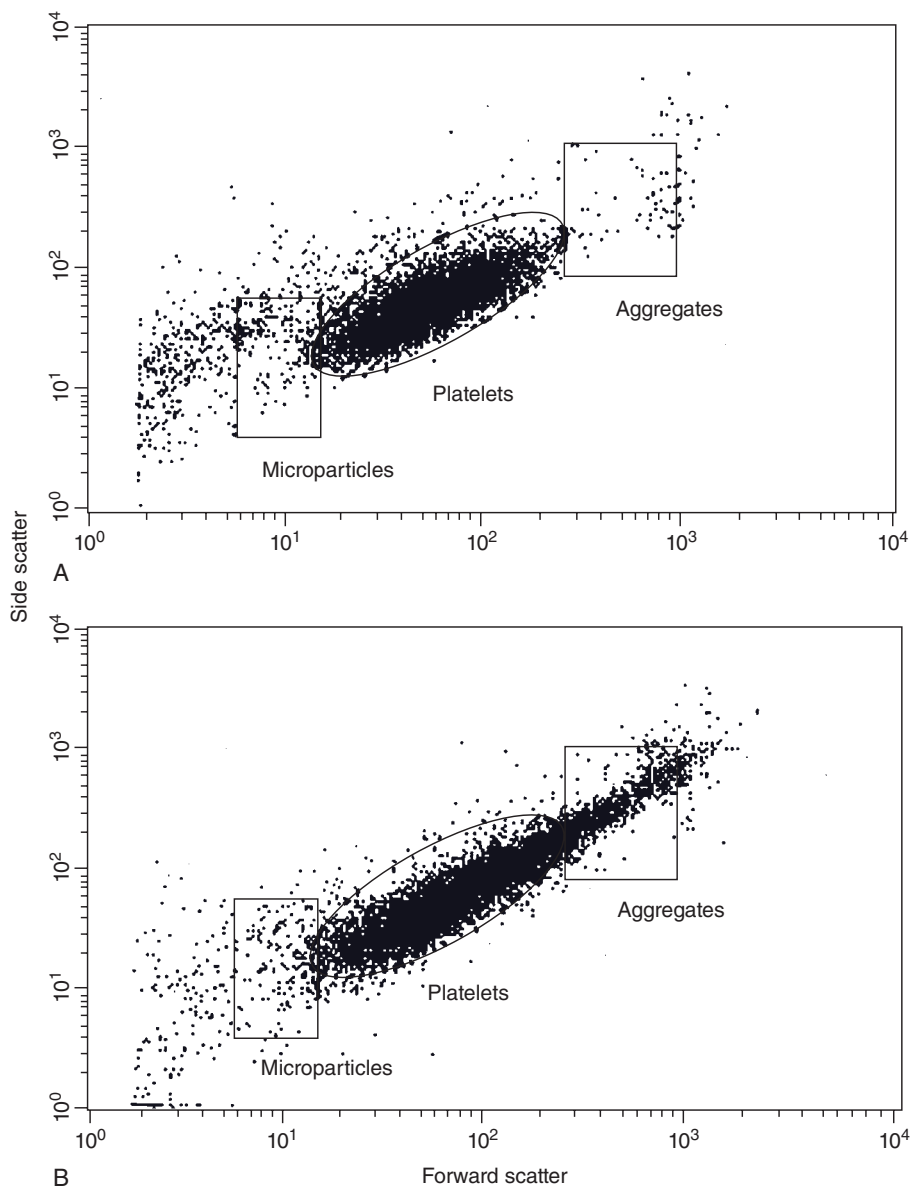 10^4
10^3
10^2
10^1
10^0
Aggregates
Platelets
Microparticles
10^0 10^1 10^2 10^3 10^4
A
Side scatter
10^4
10^3
10^2
10^1
10^0
Aggregates
Platelets
Microparticles
10^0 10^1 10^2 10^3 10^4
B
Forward scatter